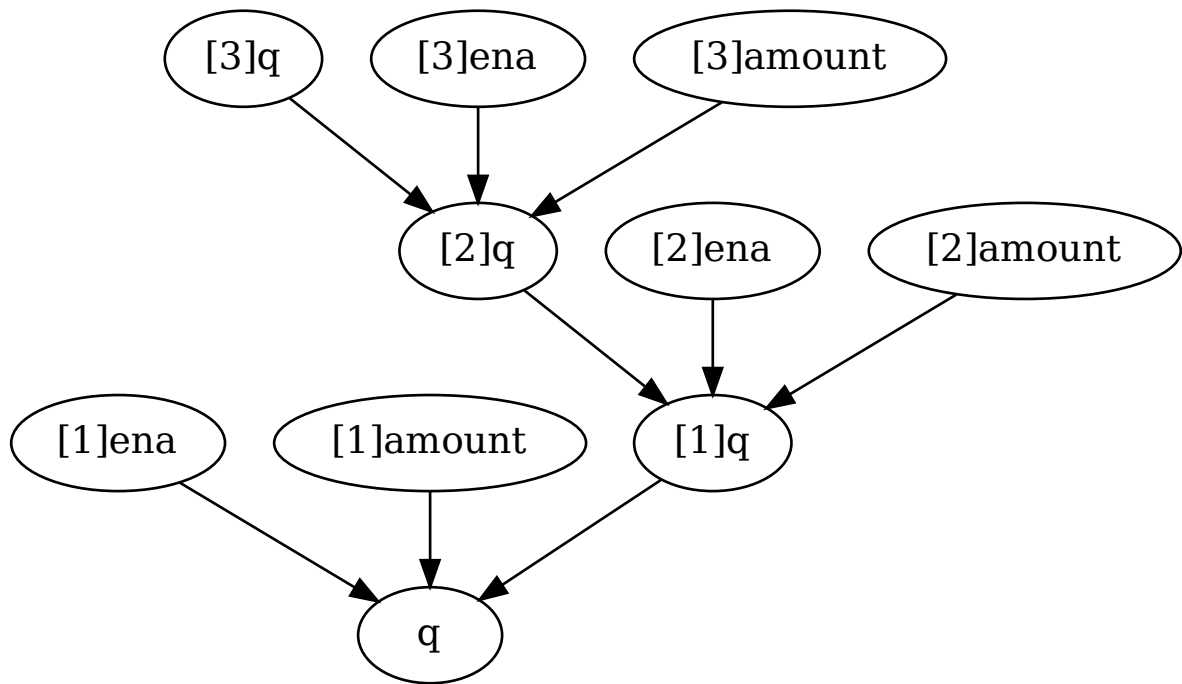 [3]q
[3]ena
[3]amount
[2]q
[2]ena
[2]amount
[1]ena
[1]amount
[1]q
q